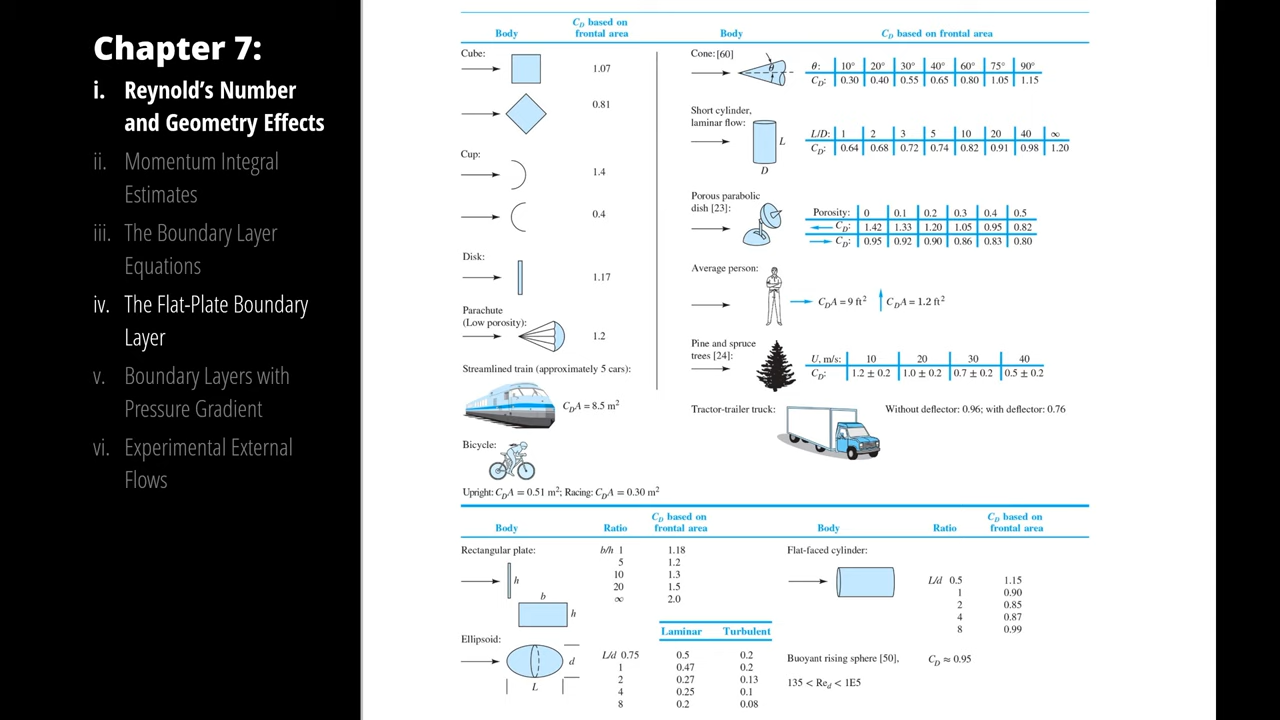 Chapter 7:
i. Reynold's Number
and Geometry Effects
ii. Momentum Integral
Estimates
iii. The Boundary Layer
Equations
iv. The Flat-Plate Boundary
Layer
v. Boundary Layers with
Pressure Gradient
vi. Experimental External
Flows
Body
C_D based on
frontal area
Cube:
1.07
0.81
Cup:
1.4
0.4
Disk:
1.17
Parachute
(Low porosity):
1.2
Streamlined train (approximately 5 cars):
C_DA = 8.5 m²
Bicycle:
Upright: C_DA = 0.51 m²; Racing: C_DA = 0.30 m²
Body C_D based on frontal area
Cone: [60]
θ
θ: 10° 20° 30° 40° 60° 75° 90°
C_D: 0.30 0.40 0.55 0.65 0.80 1.05 1.15
Short cylinder,
laminar flow:
L
D
L/D: 1 2 3 5 10 20 40 ∞
C_D: 0.64 0.68 0.72 0.74 0.82 0.91 0.98 1.20
Porous parabolic
dish [23]:
Porosity: 0 0.1 0.2 0.3 0.4 0.5
← C_D: 1.42 1.33 1.20 1.05 0.95 0.82
→ C_D: 0.95 0.92 0.90 0.86 0.83 0.80
Average person:
C_DA = 9 ft² C_DA = 1.2 ft²
Pine and spruce
trees [24]:
U, m/s: 10 20 30 40
C_D: 1.2 ± 0.2 1.0 ± 0.2 0.7 ± 0.2 0.5 ± 0.2
Tractor-trailer truck: Without deflector: 0.96; with deflector: 0.76
Body Ratio
C_D based on
frontal area
Rectangular plate:
h
b
h
b/h 1 1.18
5 1.2
10 1.3
20 1.5
∞ 2.0
Ellipsoid:
d
L
Laminar Turbulent
L/d 0.75 0.5 0.2
1 0.47 0.2
2 0.27 0.13
4 0.25 0.1
8 0.2 0.08
Body Ratio
C_D based on
frontal area
Flat-faced cylinder:
L/d 0.5 1.15
1 0.90
2 0.85
4 0.87
8 0.99
Buoyant rising sphere [50], C_D ≈ 0.95
135 < Re_d < 1E5